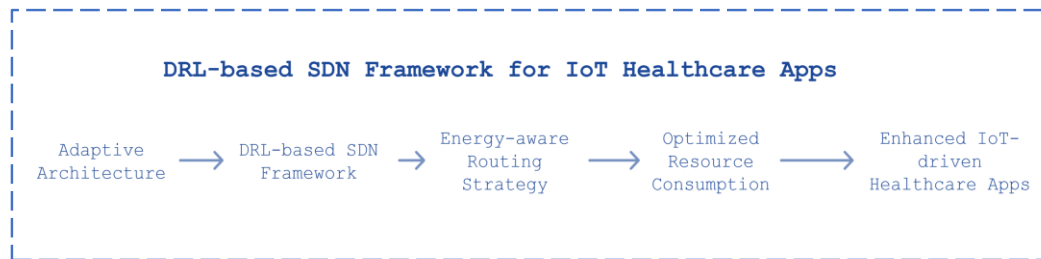 DRL-based SDN Framework for IoT Healthcare Apps
Adaptive
Architecture
DRL-based SDN
Framework
Energy-aware
Routing
Strategy
Optimized
Resource
Consumption
Enhanced IoT-
driven
Healthcare Apps